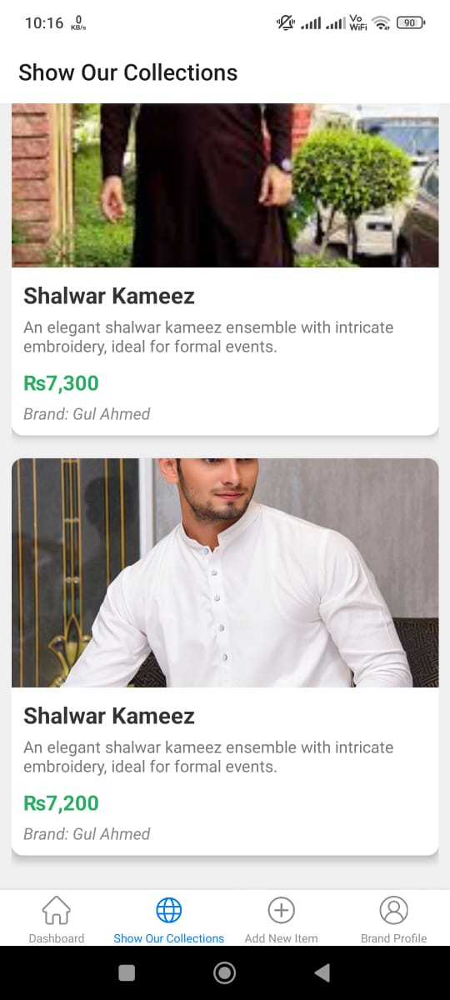 10:16 0 KB/s Vo WiFi 90
Show Our Collections
Shalwar Kameez
An elegant shalwar kameez ensemble with intricate
embroidery, ideal for formal events.
₨7,300
Brand: Gul Ahmed
Shalwar Kameez
An elegant shalwar kameez ensemble with intricate
embroidery, ideal for formal events.
₨7,200
Brand: Gul Ahmed
Dashboard Show Our Collections Add New Item Brand Profile